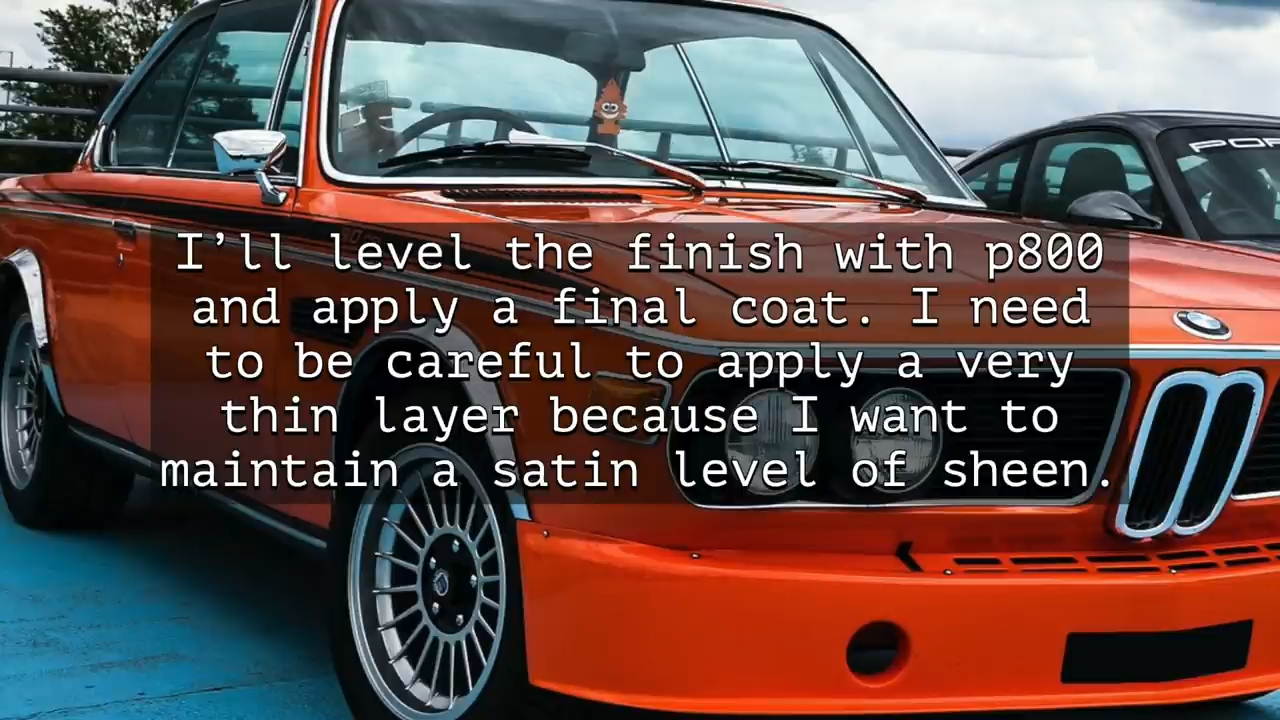 POR
I’ll level the finish with p800
and apply a final coat. I need
to be careful to apply a very
thin layer because I want to
maintain a satin level of sheen.